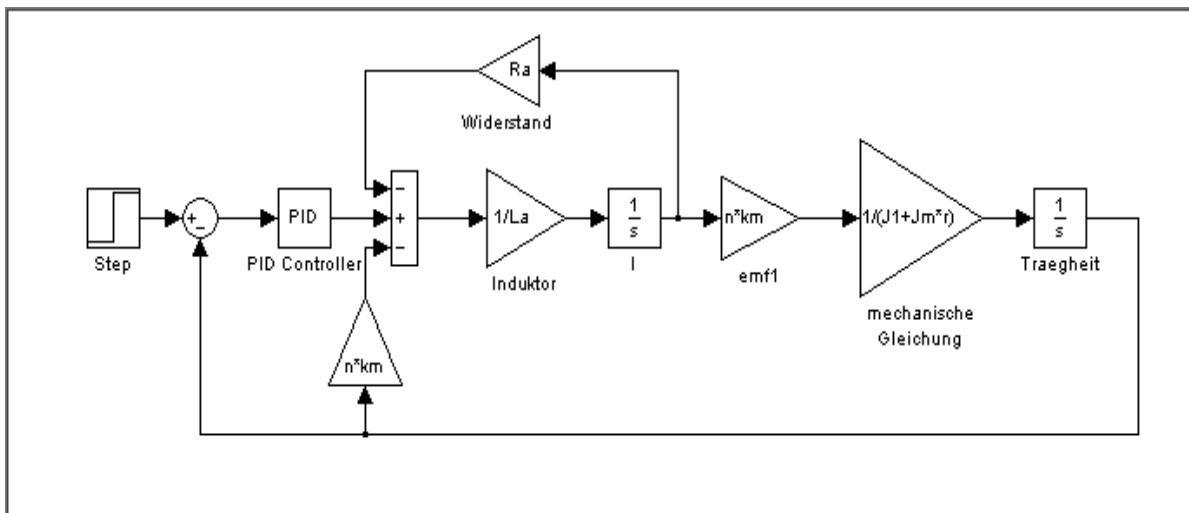 Ra
Widerstand
Step
+
−
PID
PID Controller
−
+
−
1/La
Induktor
1
s
I
n*km
emf1
1/(J1+Jm*r)
mechanische
Gleichung
1
s
Traegheit
n*km